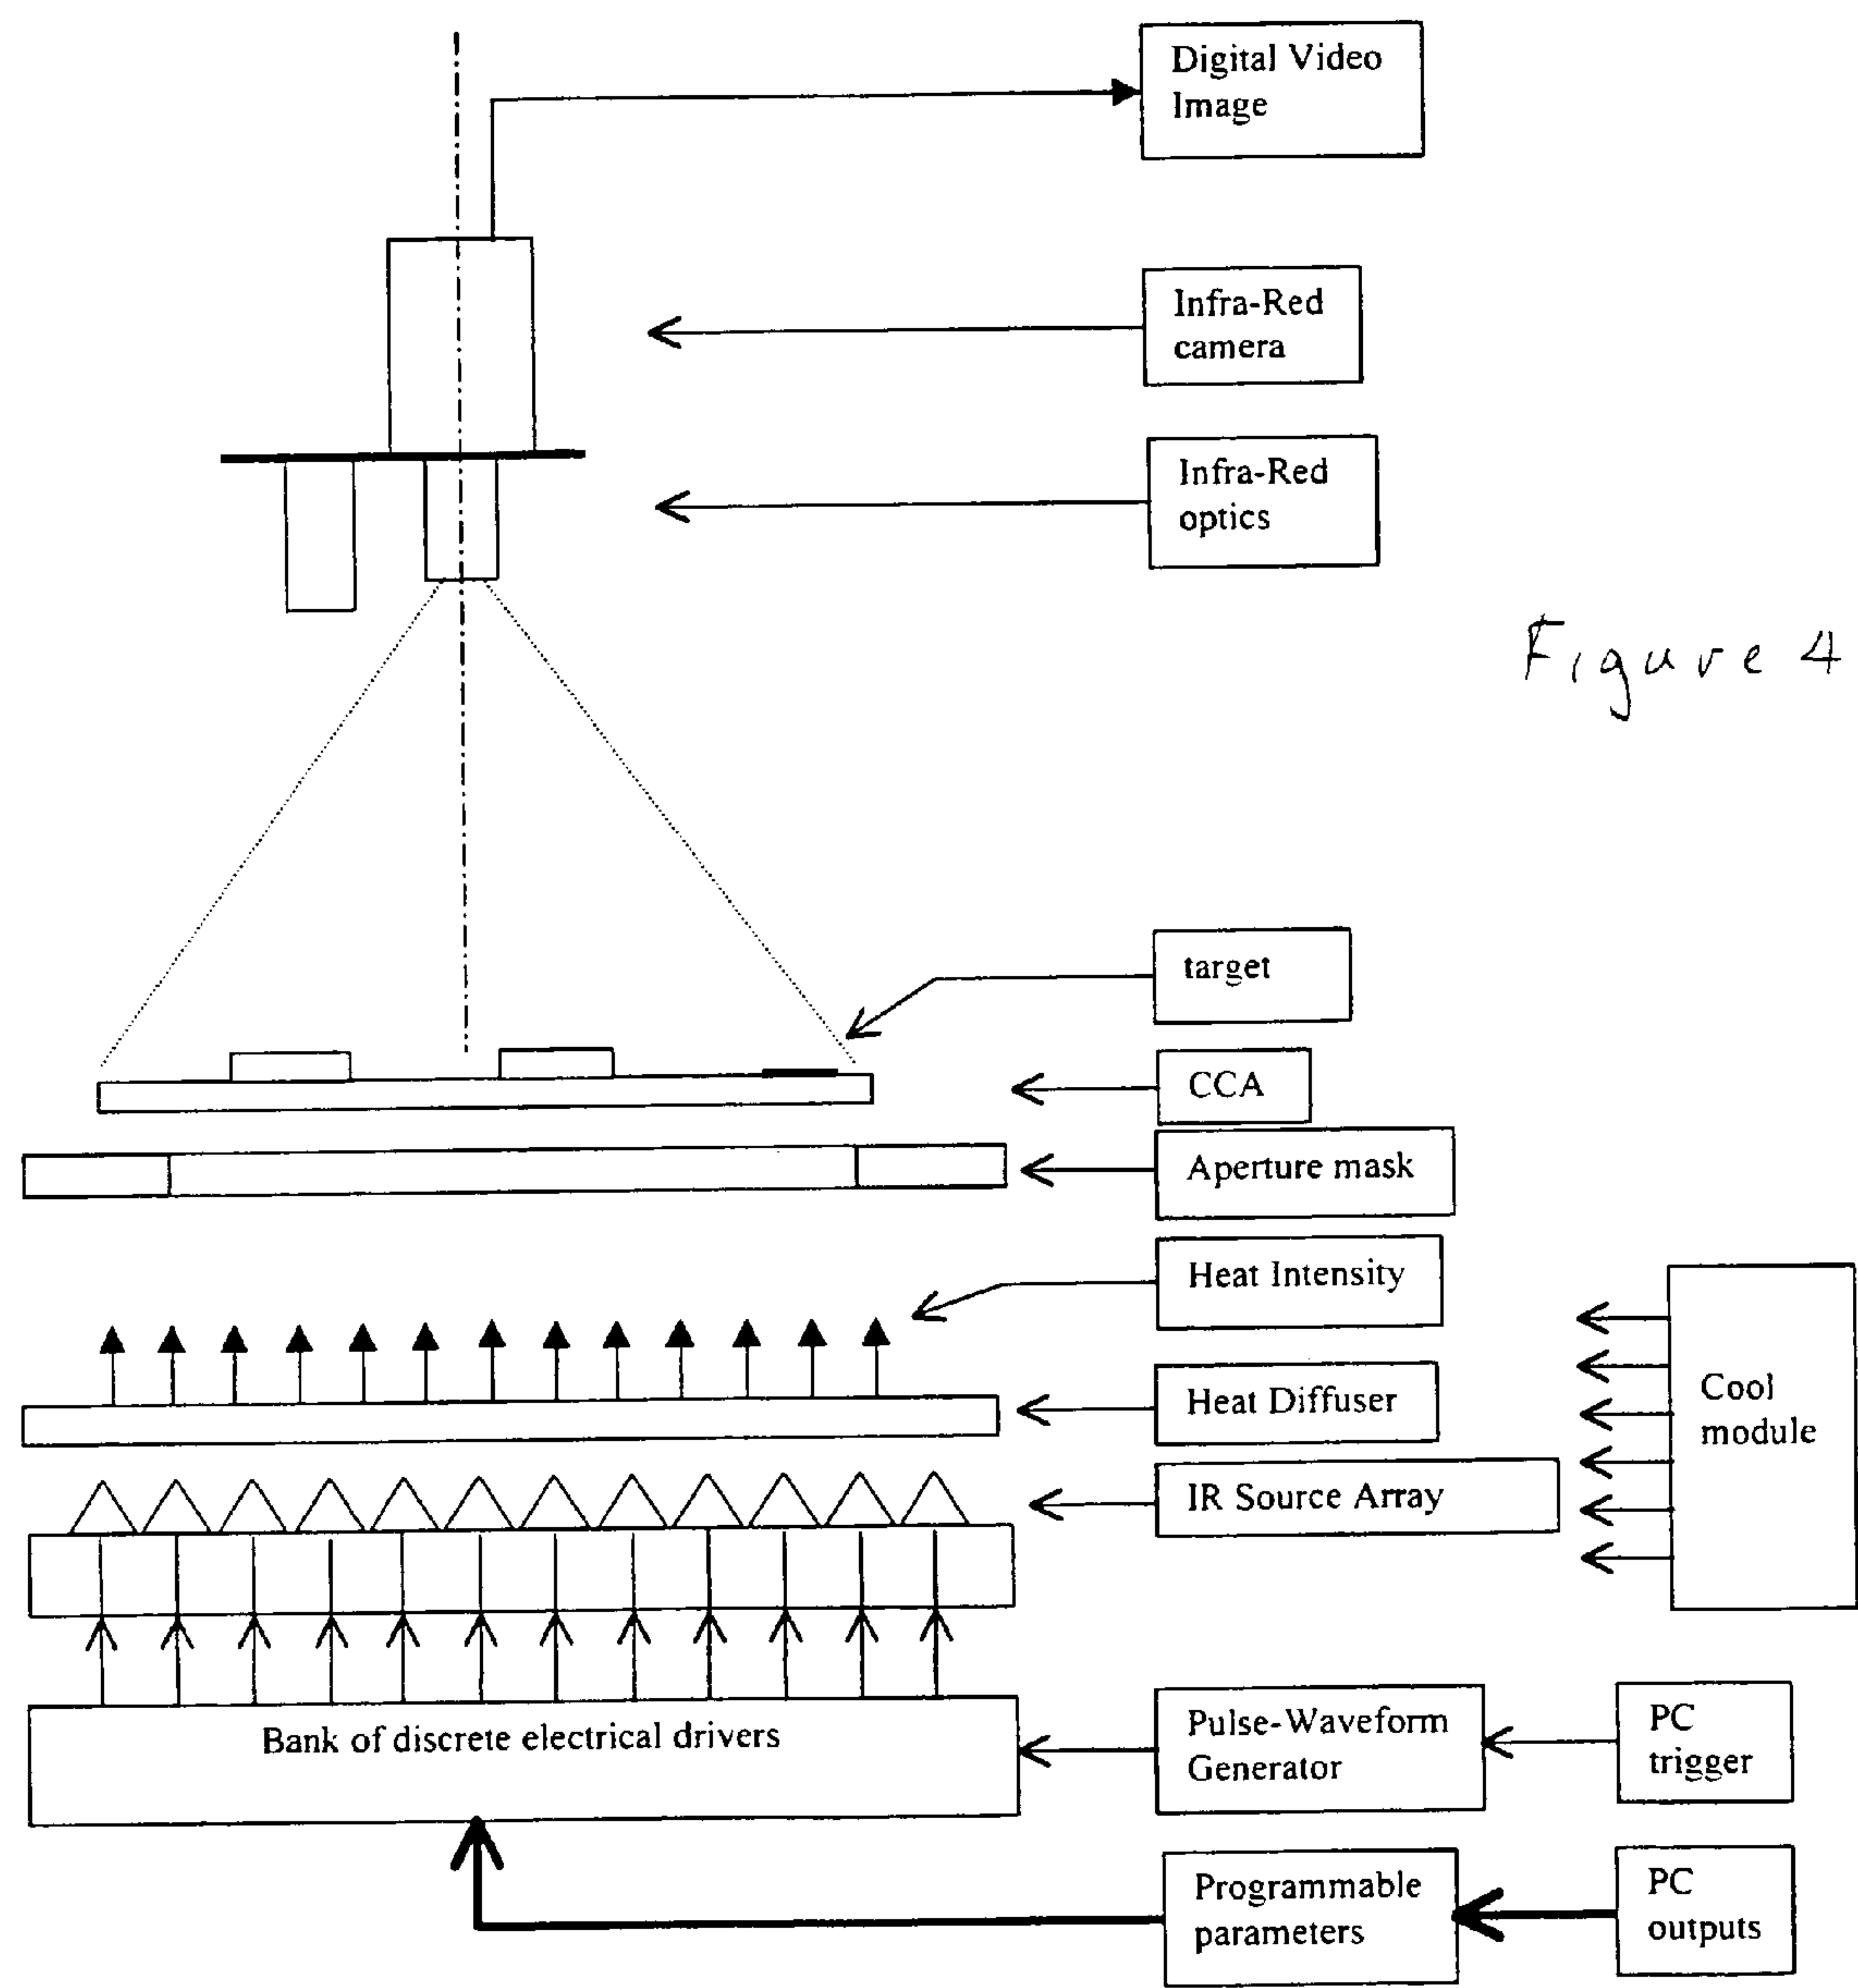 Digital Video
Image
Infra-Red
camera
Infra-Red
optics
Figure 4
target
CCA
Aperture mask
Heat Intensity
Heat Diffuser
Cool
module
IR Source Array
Bank of discrete electrical drivers
Pulse-Waveform
Generator
PC
trigger
Programmable
parameters
PC
outputs